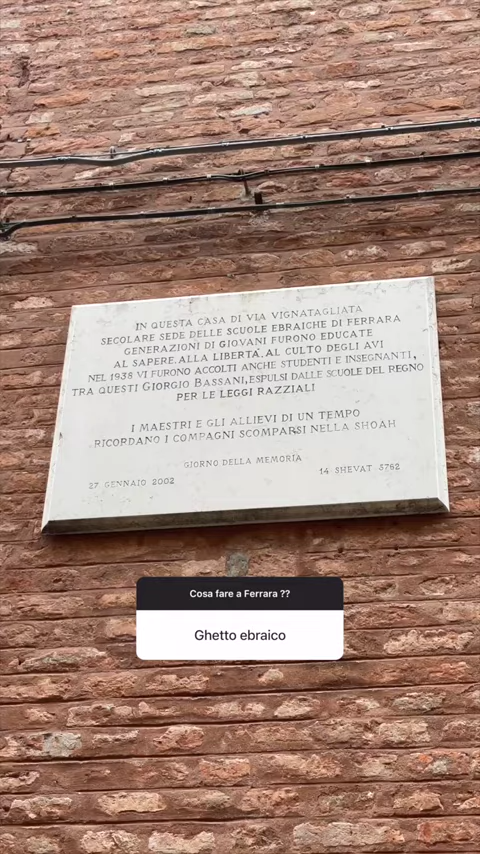 IN QUESTA CASA DI VIA VIGNATAGLIATA
SECOLARE SEDE DELLE SCUOLE EBRAICHE DI FERRARA
GENERAZIONI DI GIOVANI FURONO EDUCATE
AL SAPERE, ALLA LIBERTÀ, AL CULTO DEGLI AVI
NEL 1938 VI FURONO ACCOLTI ANCHE STUDENTI E INSEGNANTI,
TRA QUESTI GIORGIO BASSANI, ESPULSI DALLE SCUOLE DEL REGNO
PER LE LEGGI RAZZIALI
I MAESTRI E GLI ALLIEVI DI UN TEMPO
RICORDANO I COMPAGNI SCOMPARSI NELLA SHOAH
GIORNO DELLA MEMORIA
27 GENNAIO 2002 14 SHEVAT 5762
Cosa fare a Ferrara ??
Ghetto ebraico